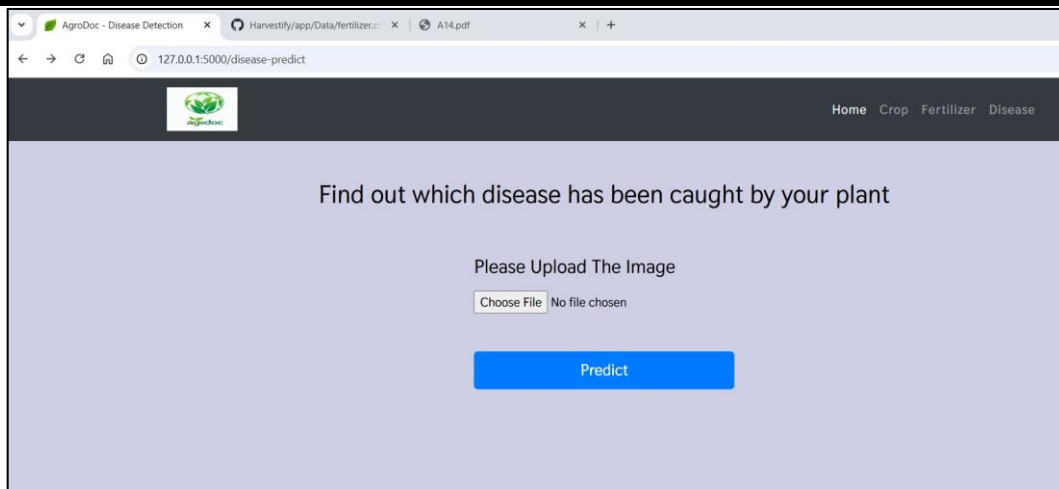 AgroDoc - Disease Detection
Harvestify/app/Data/fertilizer.c
A14.pdf
127.0.0.1:5000/disease-predict
Home Crop Fertilizer Disease
Find out which disease has been caught by your plant
Please Upload The Image
Choose File No file chosen
Predict